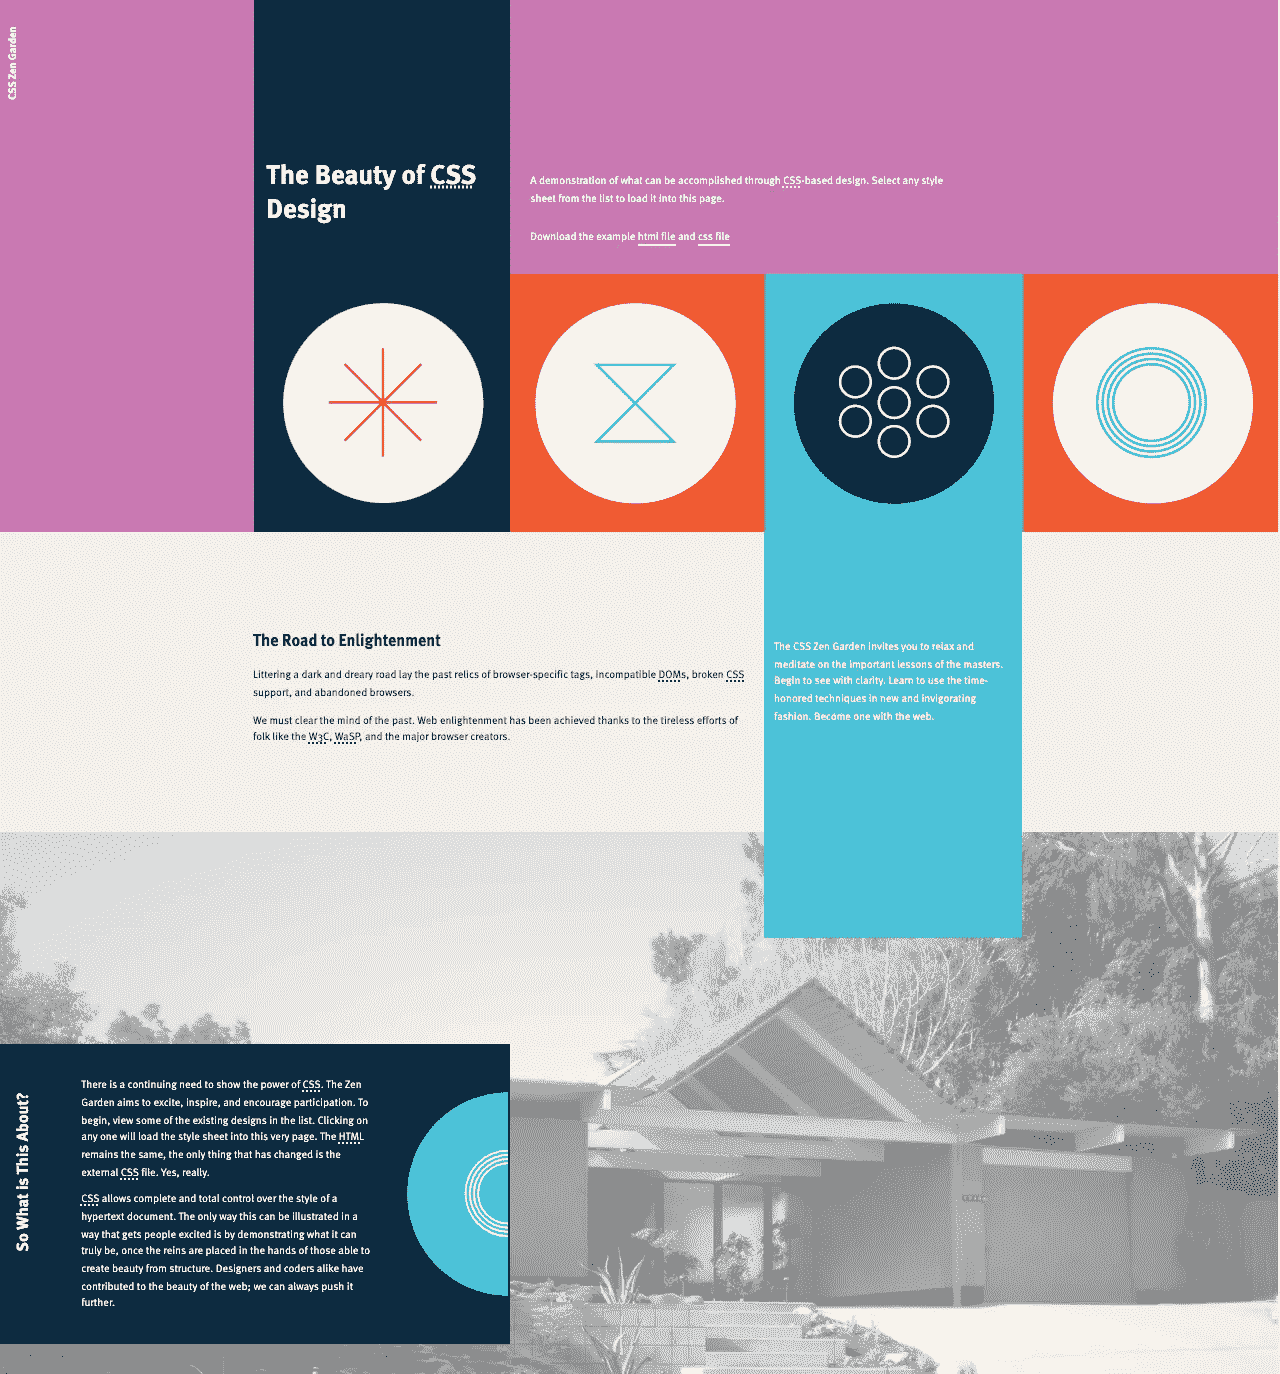 CSS Zen Garden
The Beauty of CSS
Design
A demonstration of what can be accomplished through CSS-based design. Select any style
sheet from the list to load it into this page.
Download the example html file and css file
The Road to Enlightenment
Littering a dark and dreary road lay the past relics of browser-specific tags, incompatible DOMs, broken CSS
support, and abandoned browsers.
We must clear the mind of the past. Web enlightenment has been achieved thanks to the tireless efforts of
folk like the W3C, WaSP, and the major browser creators.
The CSS Zen Garden invites you to relax and
meditate on the important lessons of the masters.
Begin to see with clarity. Learn to use the time-
honored techniques in new and invigorating
fashion. Become one with the web.
So What is This About?
There is a continuing need to show the power of CSS. The Zen
Garden aims to excite, inspire, and encourage participation. To
begin, view some of the existing designs in the list. Clicking on
any one will load the style sheet into this very page. The HTML
remains the same, the only thing that has changed is the
external CSS file. Yes, really.
CSS allows complete and total control over the style of a
hypertext document. The only way this can be illustrated in a
way that gets people excited is by demonstrating what it can
truly be, once the reins are placed in the hands of those able to
create beauty from structure. Designers and coders alike have
contributed to the beauty of the web; we can always push it
further.